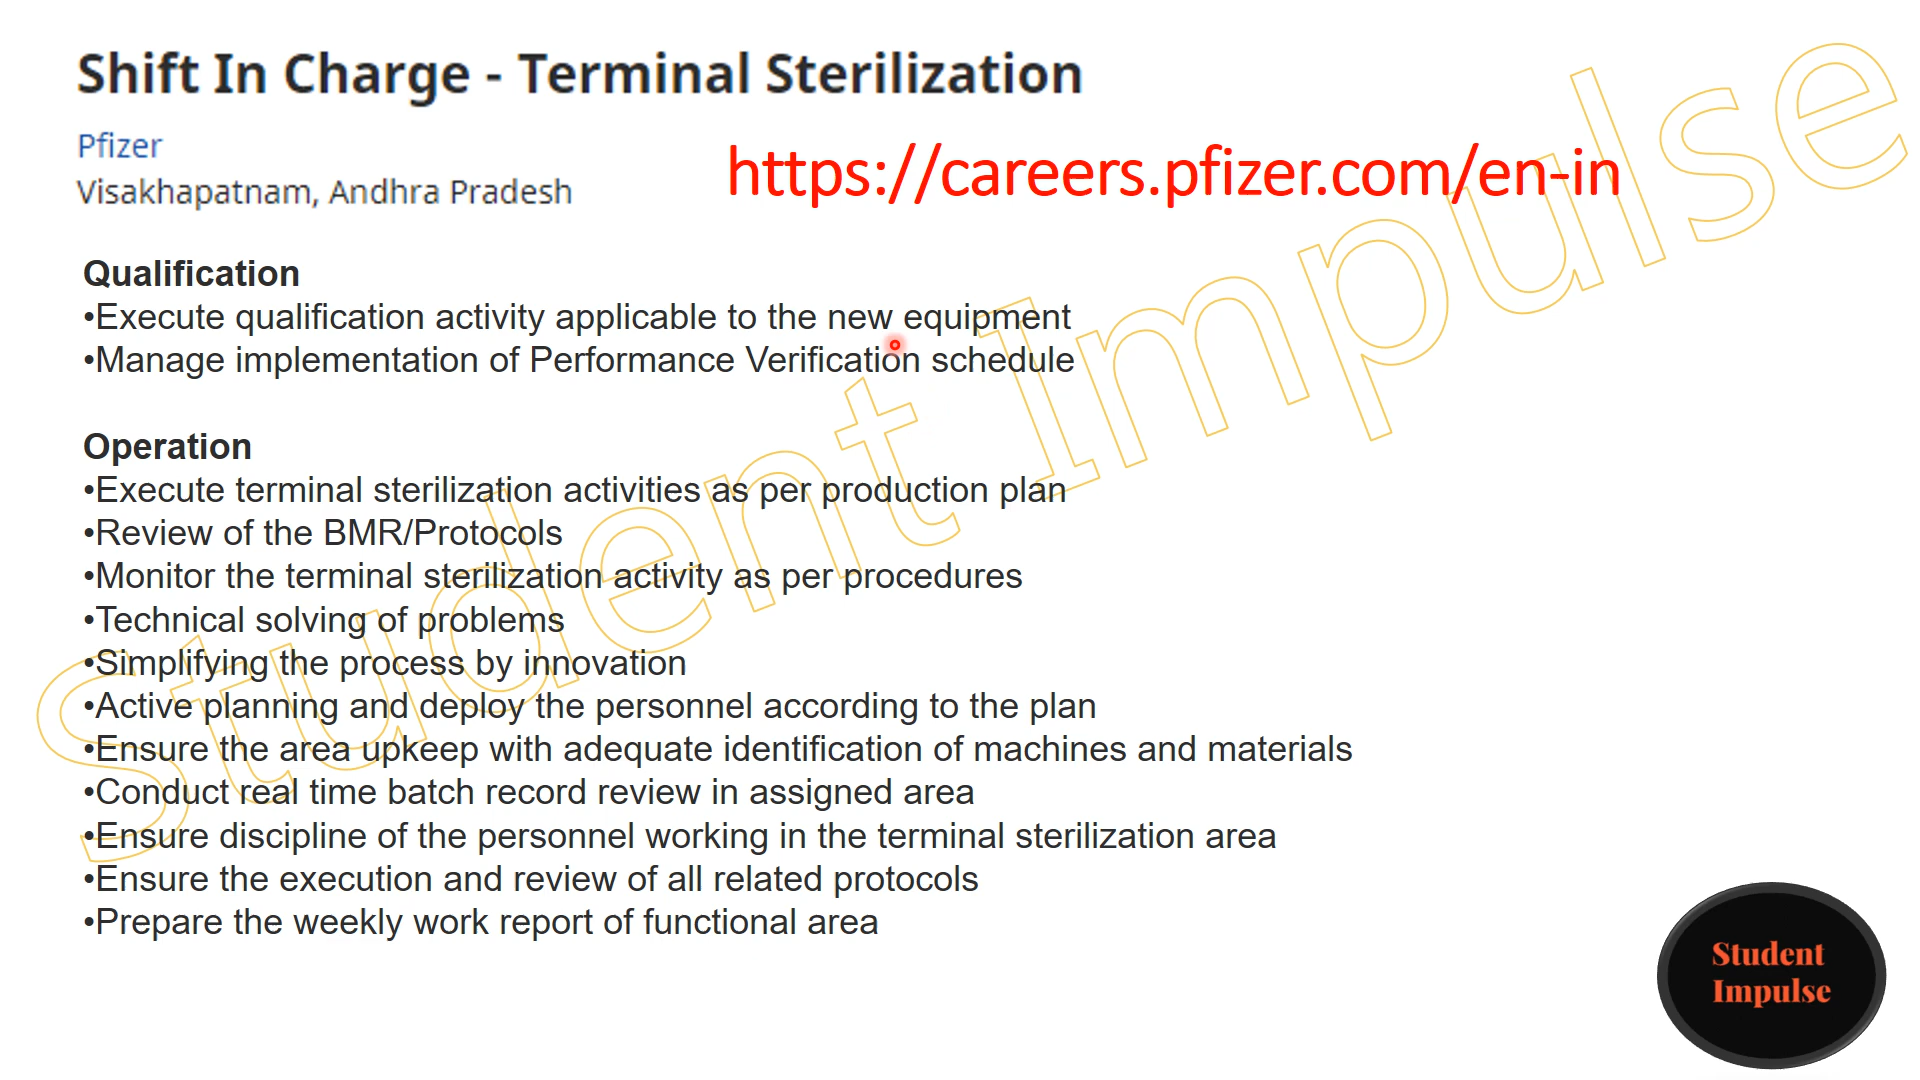 Shift In Charge - Terminal Sterilization
Pfizer
https://careers.pfizer.com/en-in
Visakhapatnam, Andhra Pradesh
Qualification
•Execute qualification activity applicable to the new equipment
•Manage implementation of Performance Verification schedule
Operation
•Execute terminal sterilization activities as per production plan
•Review of the BMR/Protocols
•Monitor the terminal sterilization activity as per procedures
•Technical solving of problems
•Simplifying the process by innovation
•Active planning and deploy the personnel according to the plan
•Ensure the area upkeep with adequate identification of machines and materials
•Conduct real time batch record review in assigned area
•Ensure discipline of the personnel working in the terminal sterilization area
•Ensure the execution and review of all related protocols
•Prepare the weekly work report of functional area
Student Impulse
Student
Impulse